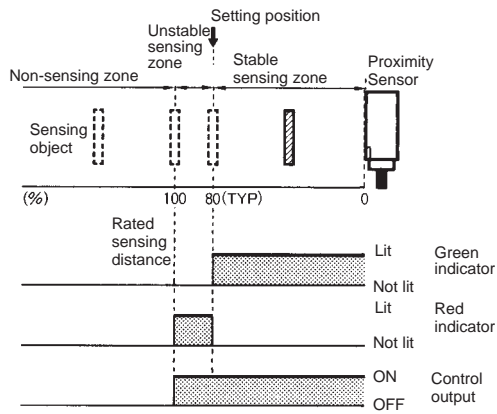 Setting position
Unstable
sensing
zone
Stable
sensing zone
Non-sensing zone
Proximity
Sensor
Sensing
object
(%) 100 80(TYP) 0
Rated
sensing
distance
Lit
Green
indicator
Not lit
Lit
Red
indicator
Not lit
ON
Control
output
OFF